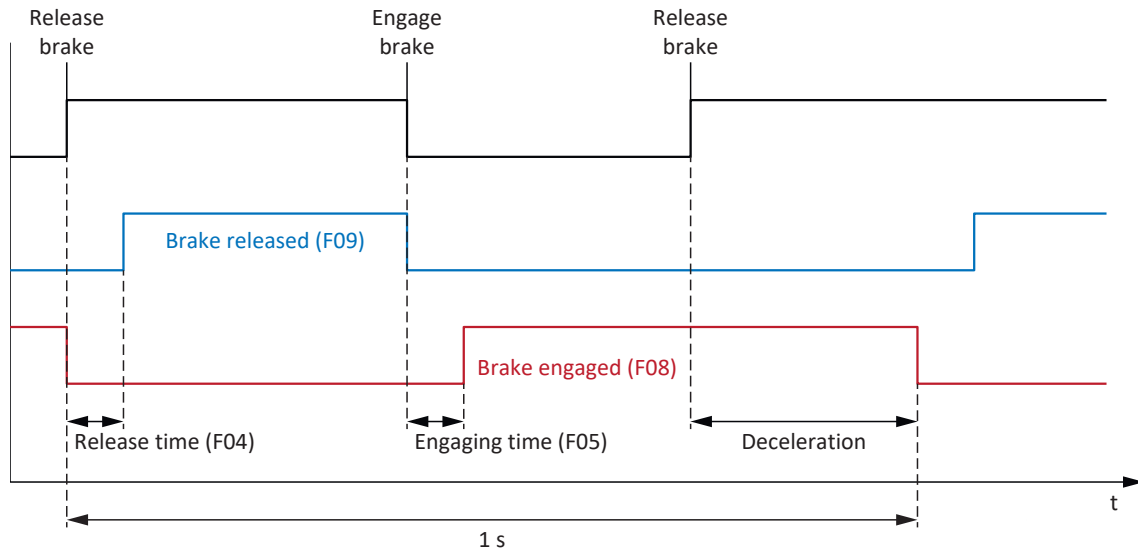 Release
brake
Engage
brake
Release
brake
Brake released (F09)
Brake engaged (F08)
Release time (F04)
Engaging time (F05)
Deceleration
t
1 s